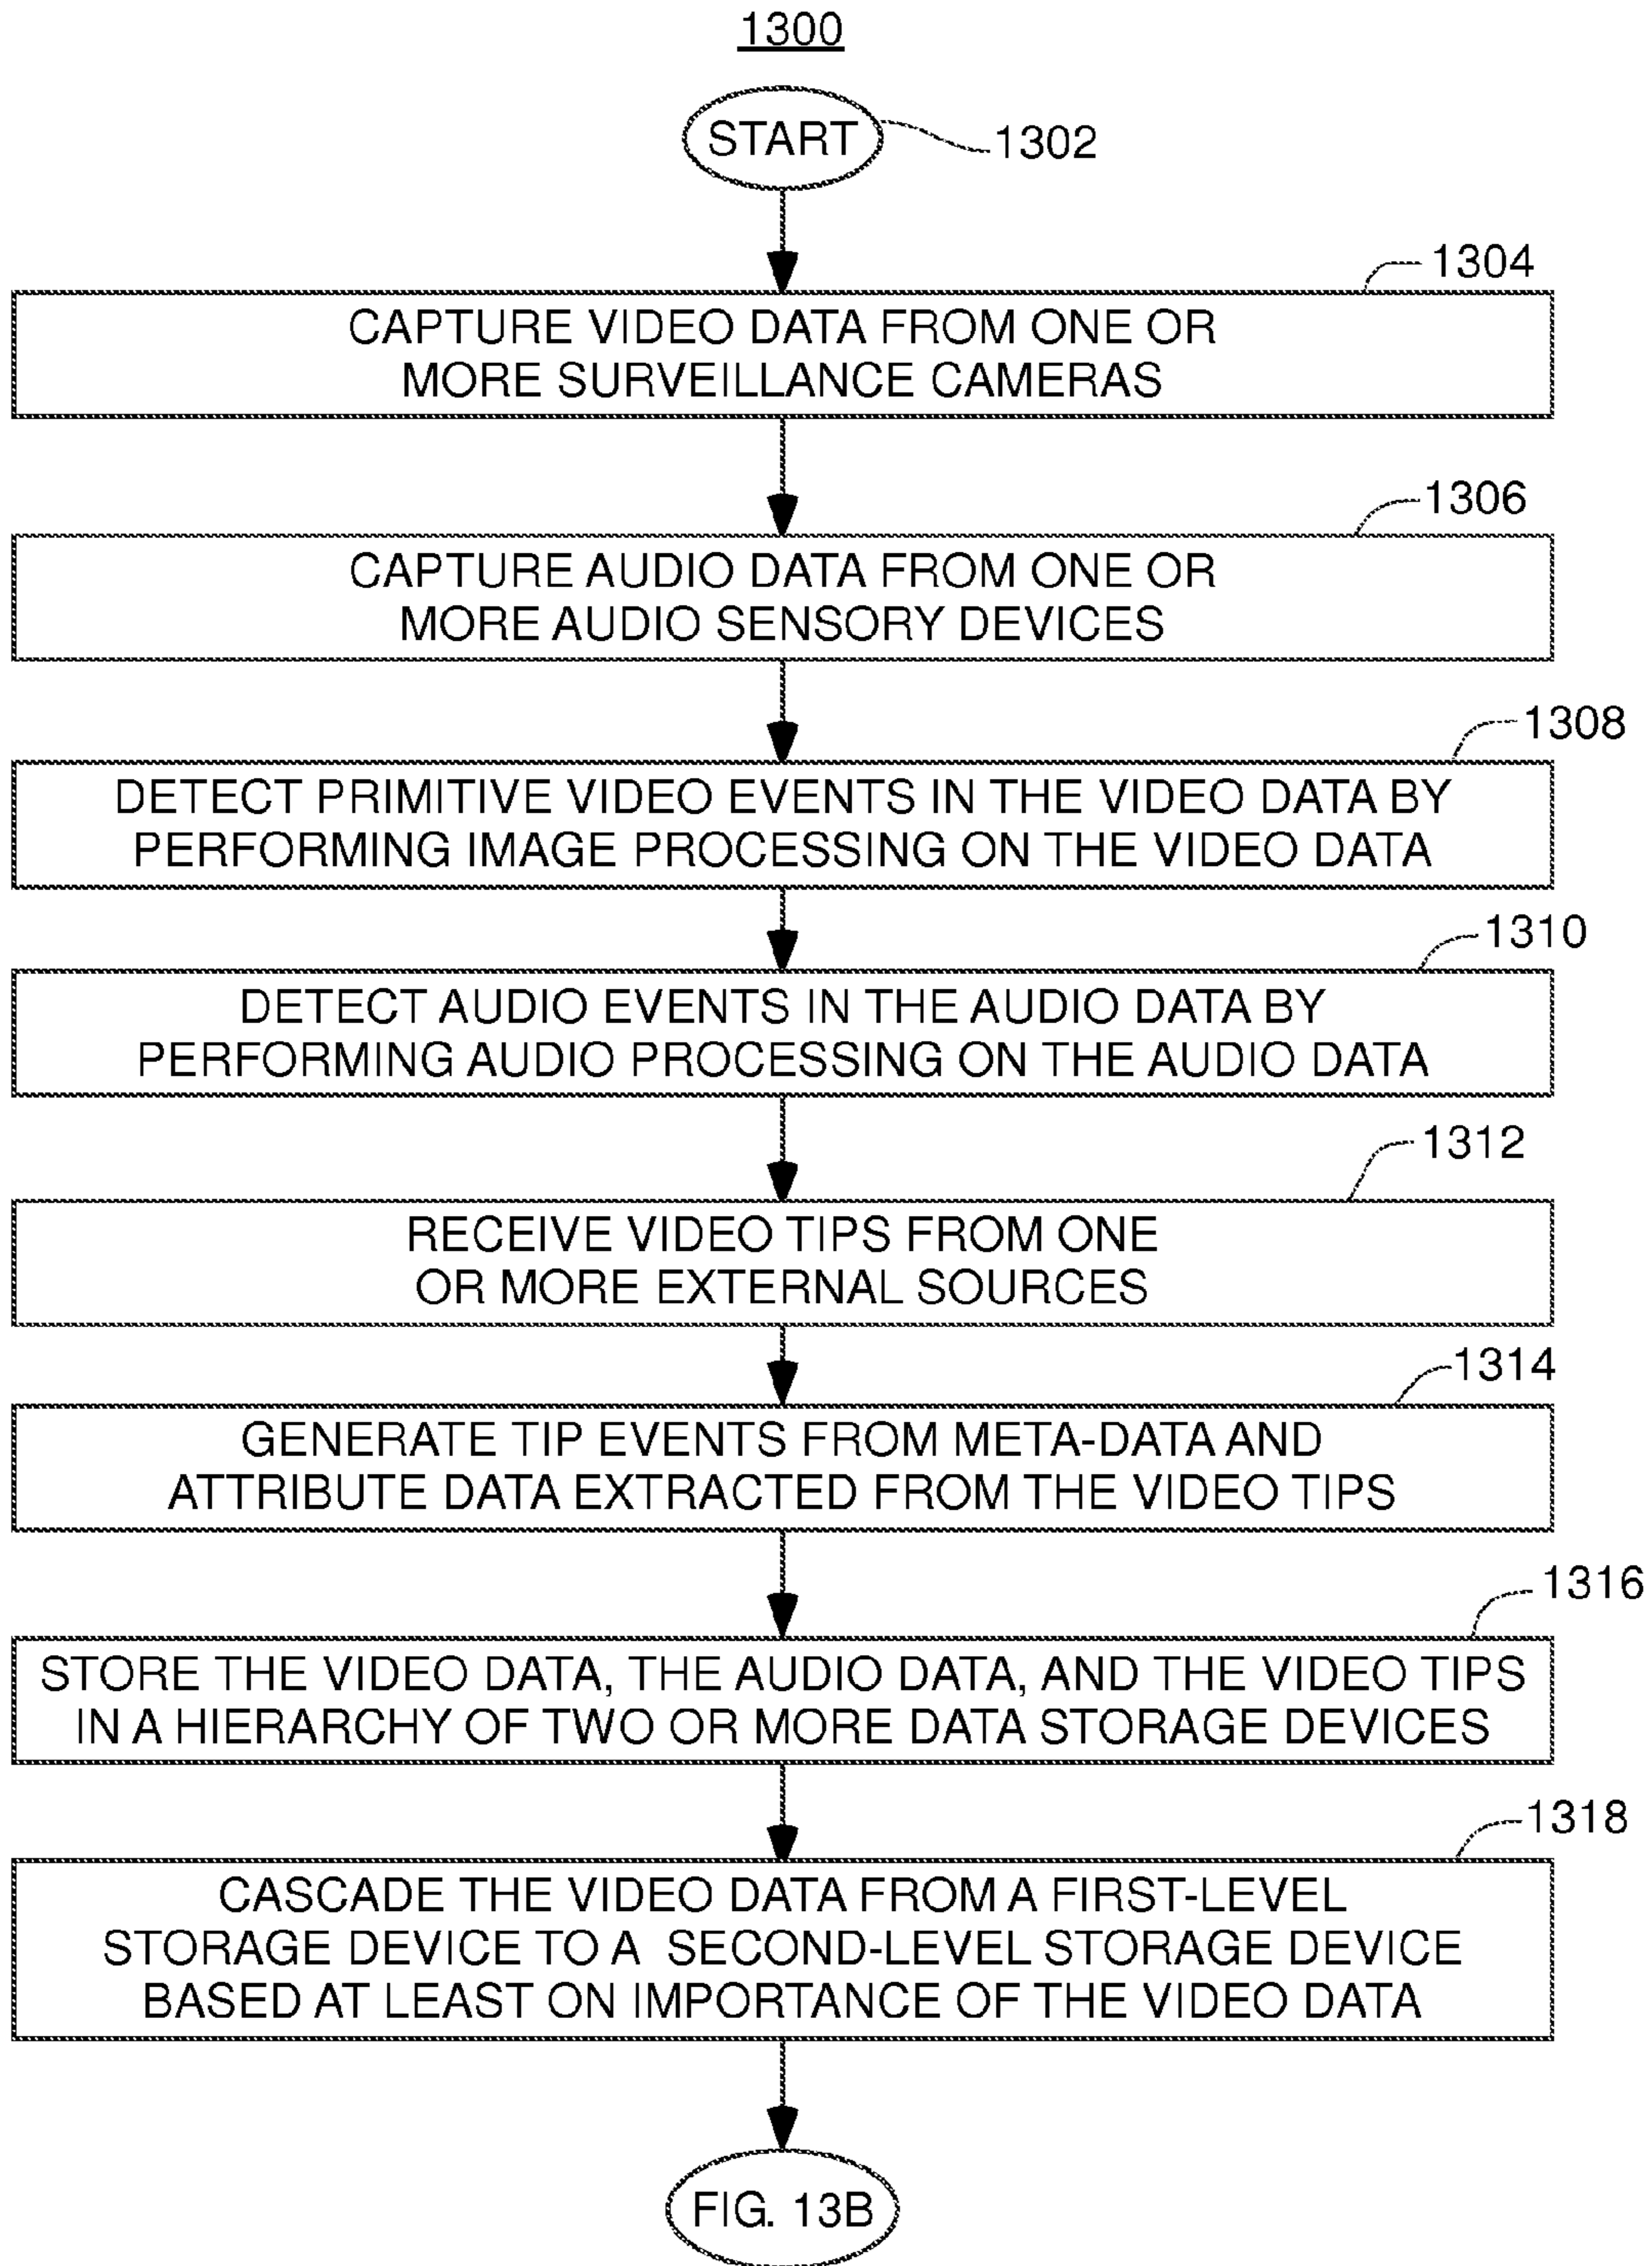 1300
START
1302
1304
CAPTURE VIDEO DATA FROM ONE OR
MORE SURVEILLANCE CAMERAS
1306
CAPTURE AUDIO DATA FROM ONE OR
MORE AUDIO SENSORY DEVICES
1308
DETECT PRIMITIVE VIDEO EVENTS IN THE VIDEO DATA BY
PERFORMING IMAGE PROCESSING ON THE VIDEO DATA
1310
DETECT AUDIO EVENTS IN THE AUDIO DATA BY
PERFORMING AUDIO PROCESSING ON THE AUDIO DATA
1312
RECEIVE VIDEO TIPS FROM ONE
OR MORE EXTERNAL SOURCES
1314
GENERATE TIP EVENTS FROM META-DATA AND
ATTRIBUTE DATA EXTRACTED FROM THE VIDEO TIPS
1316
STORE THE VIDEO DATA, THE AUDIO DATA, AND THE VIDEO TIPS
IN A HIERARCHY OF TWO OR MORE DATA STORAGE DEVICES
1318
CASCADE THE VIDEO DATA FROM A FIRST-LEVEL
STORAGE DEVICE TO A SECOND-LEVEL STORAGE DEVICE
BASED AT LEAST ON IMPORTANCE OF THE VIDEO DATA
FIG. 13B